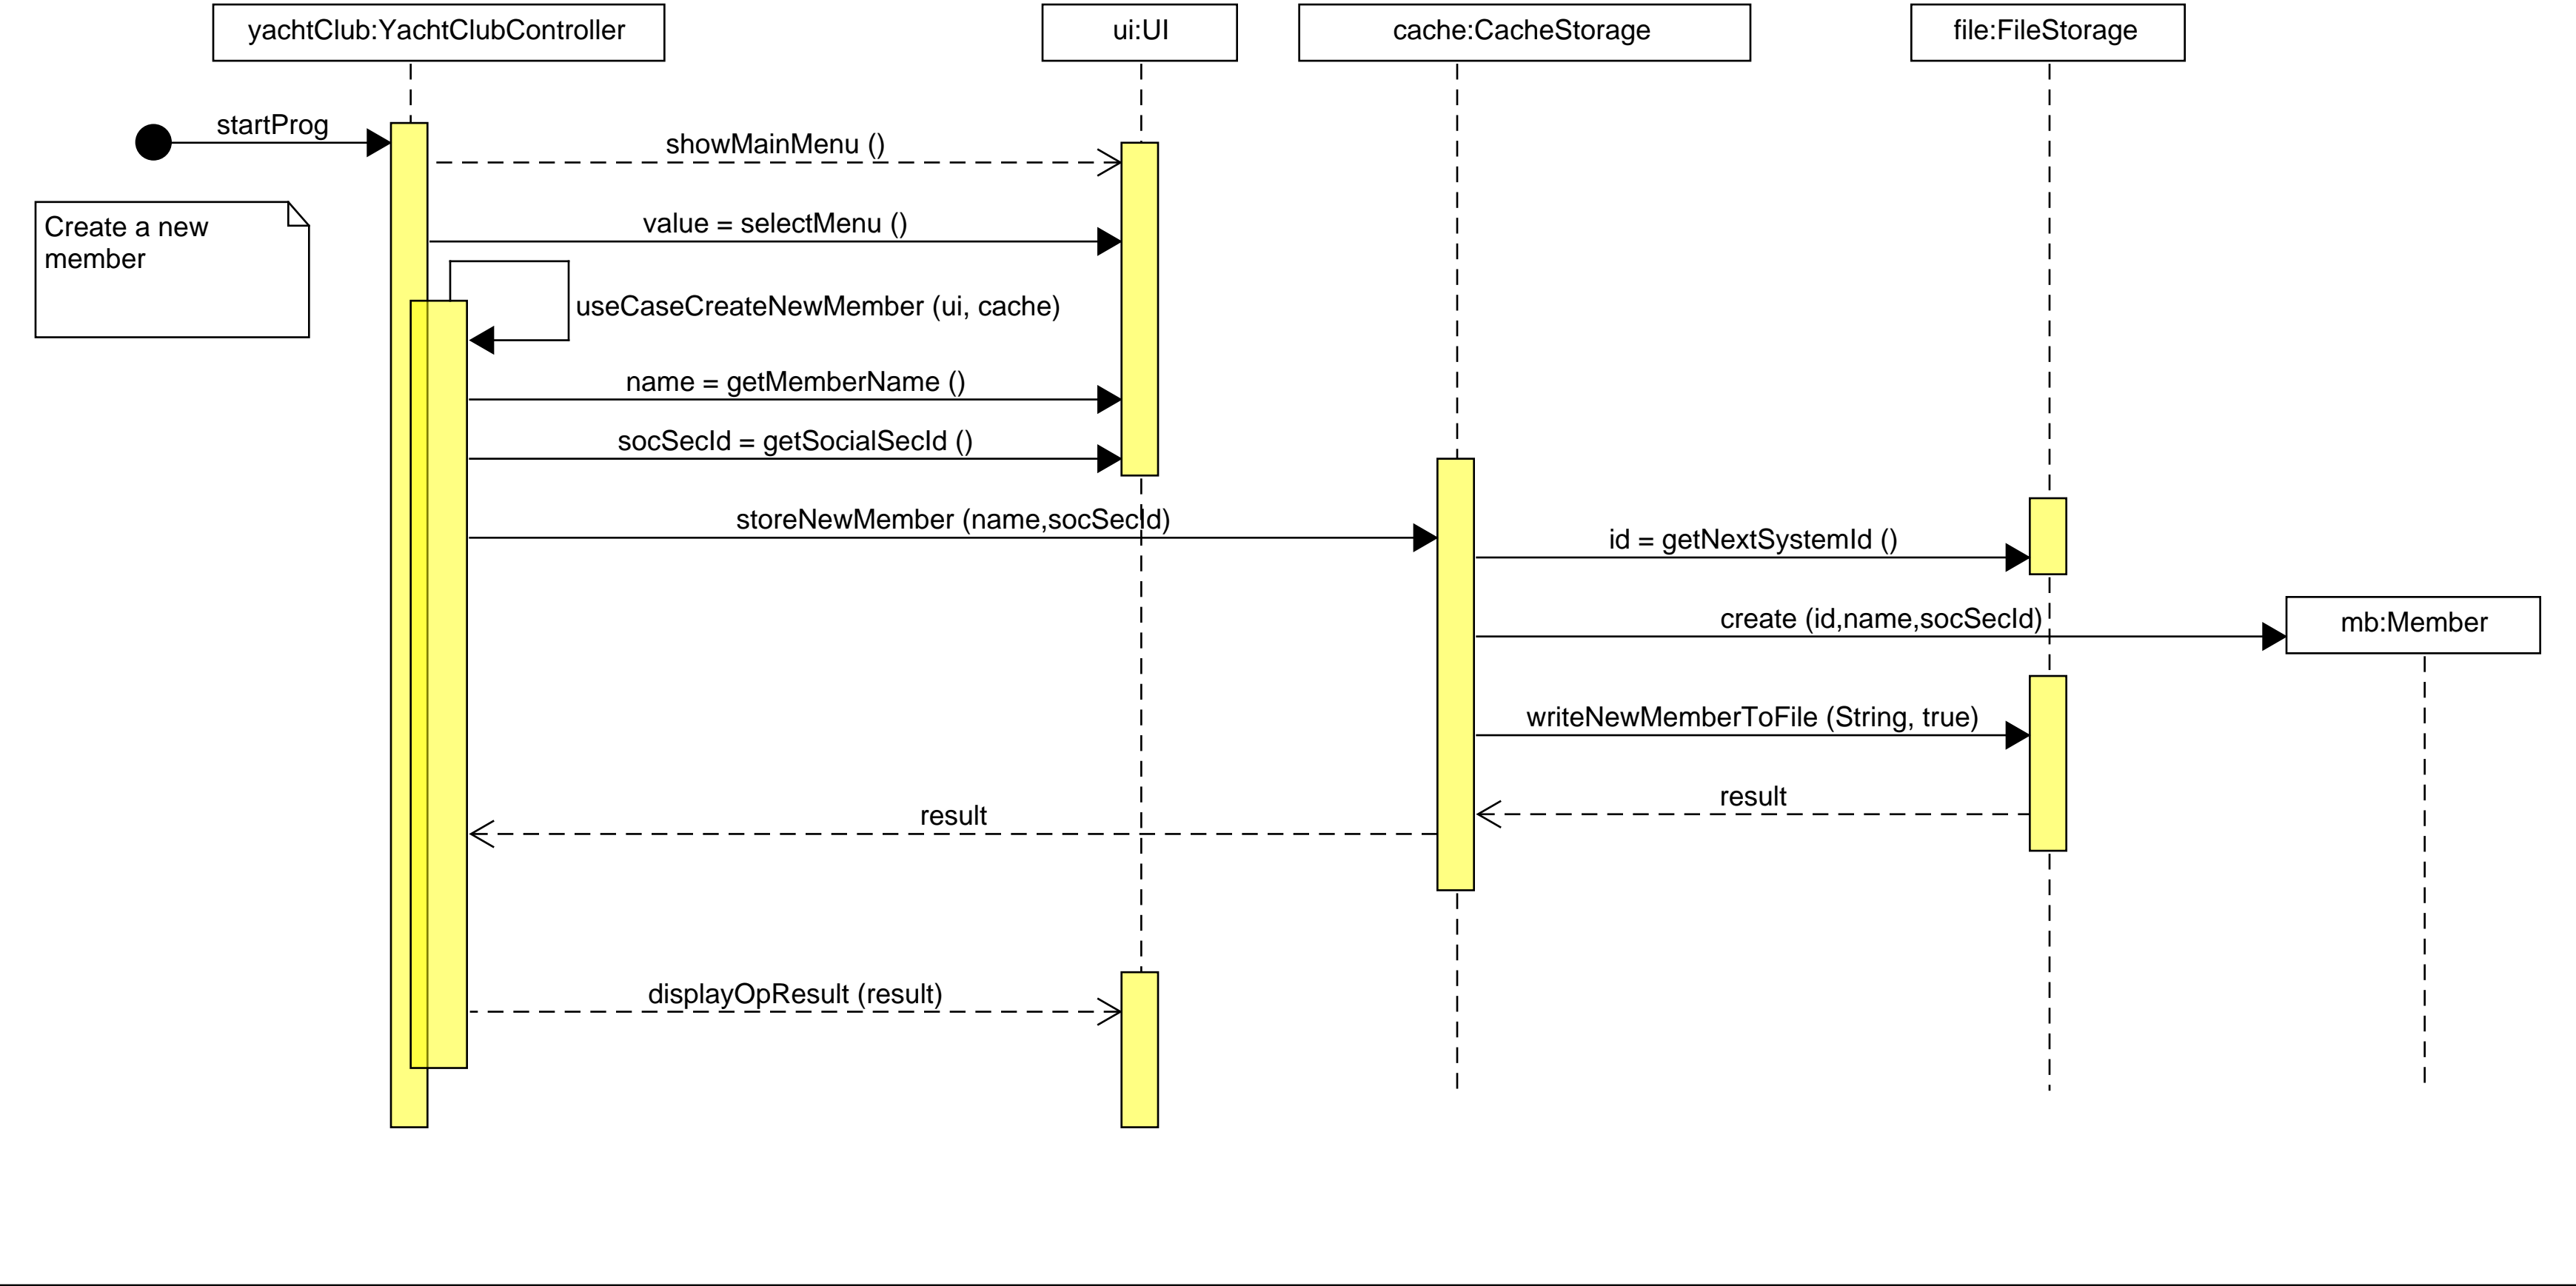 yachtClub:YachtClubController
ui:UI
cache:CacheStorage
file:FileStorage
startProg
showMainMenu ()
Create a new
member
value = selectMenu ()
useCaseCreateNewMember (ui, cache)
name = getMemberName ()
socSecId = getSocialSecId ()
storeNewMember (name,socSecId)
id = getNextSystemId ()
create (id,name,socSecId)
mb:Member
writeNewMemberToFile (String, true)
result
result
displayOpResult (result)